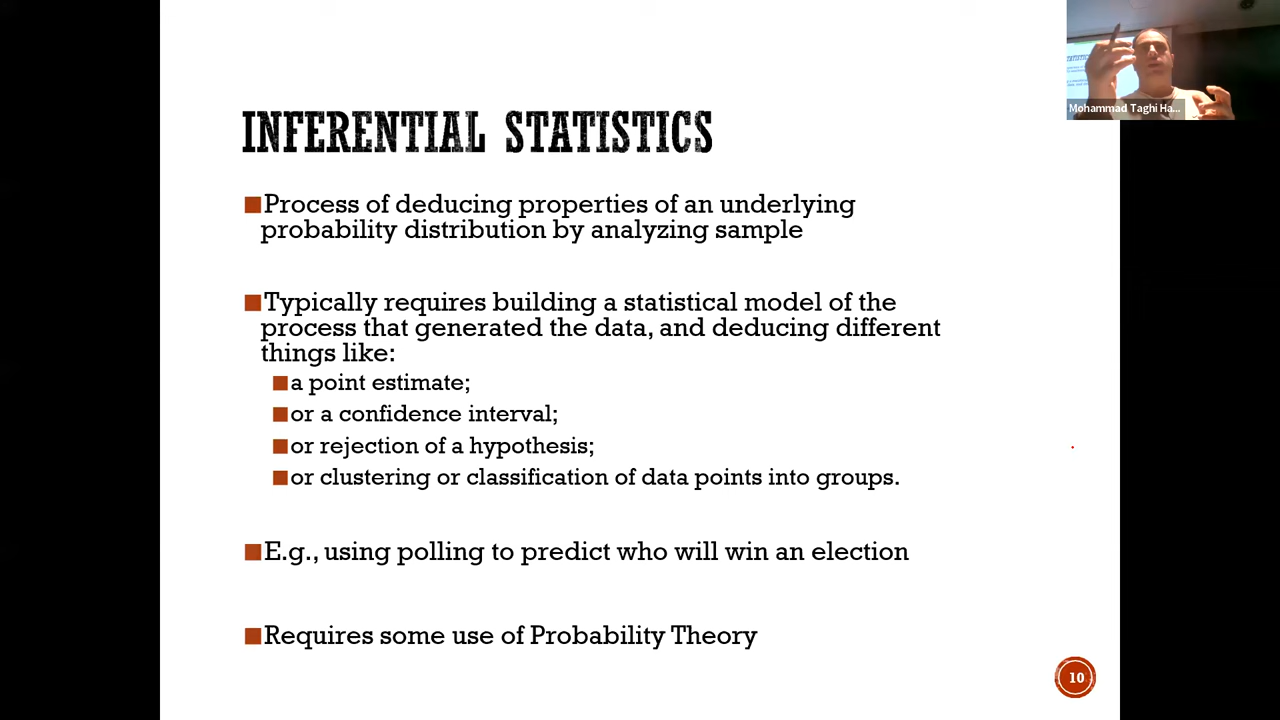 Mohammad Taghi Ha...
INFERENTIAL STATISTICS
Process of deducing properties of an underlying
probability distribution by analyzing sample
Typically requires building a statistical model of the
process that generated the data, and deducing different
things like:
a point estimate;
or a confidence interval;
or rejection of a hypothesis;
or clustering or classification of data points into groups.
E.g., using polling to predict who will win an election
Requires some use of Probability Theory
10